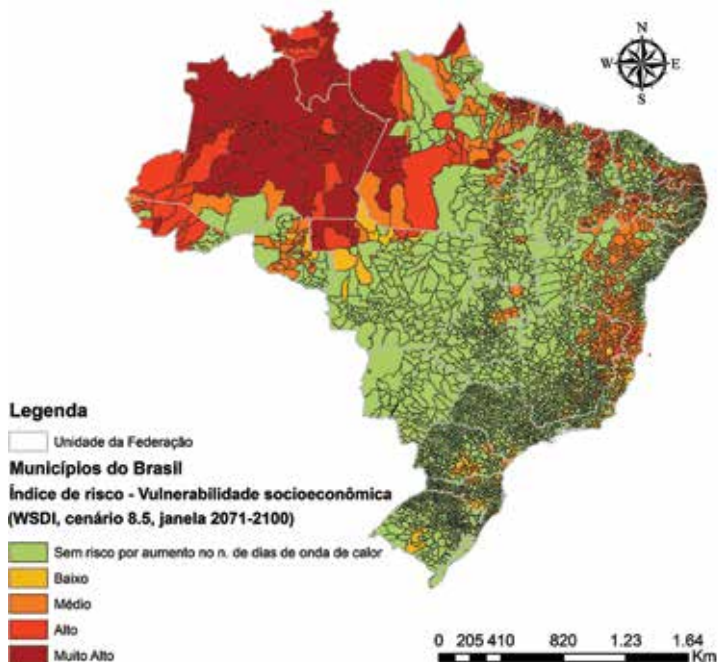 N
W E
S
Legenda
Unidade da Federação
Municípios do Brasil
Índice de risco - Vulnerabilidade socioeconômica
(WSDI, cenário 8.5, janela 2071-2100)
Sem risco por aumento no n. de dias de onda de calor
Baixo
Médio
Alto
Muito Alto
0 205 410 820 1.23 1.64
Km